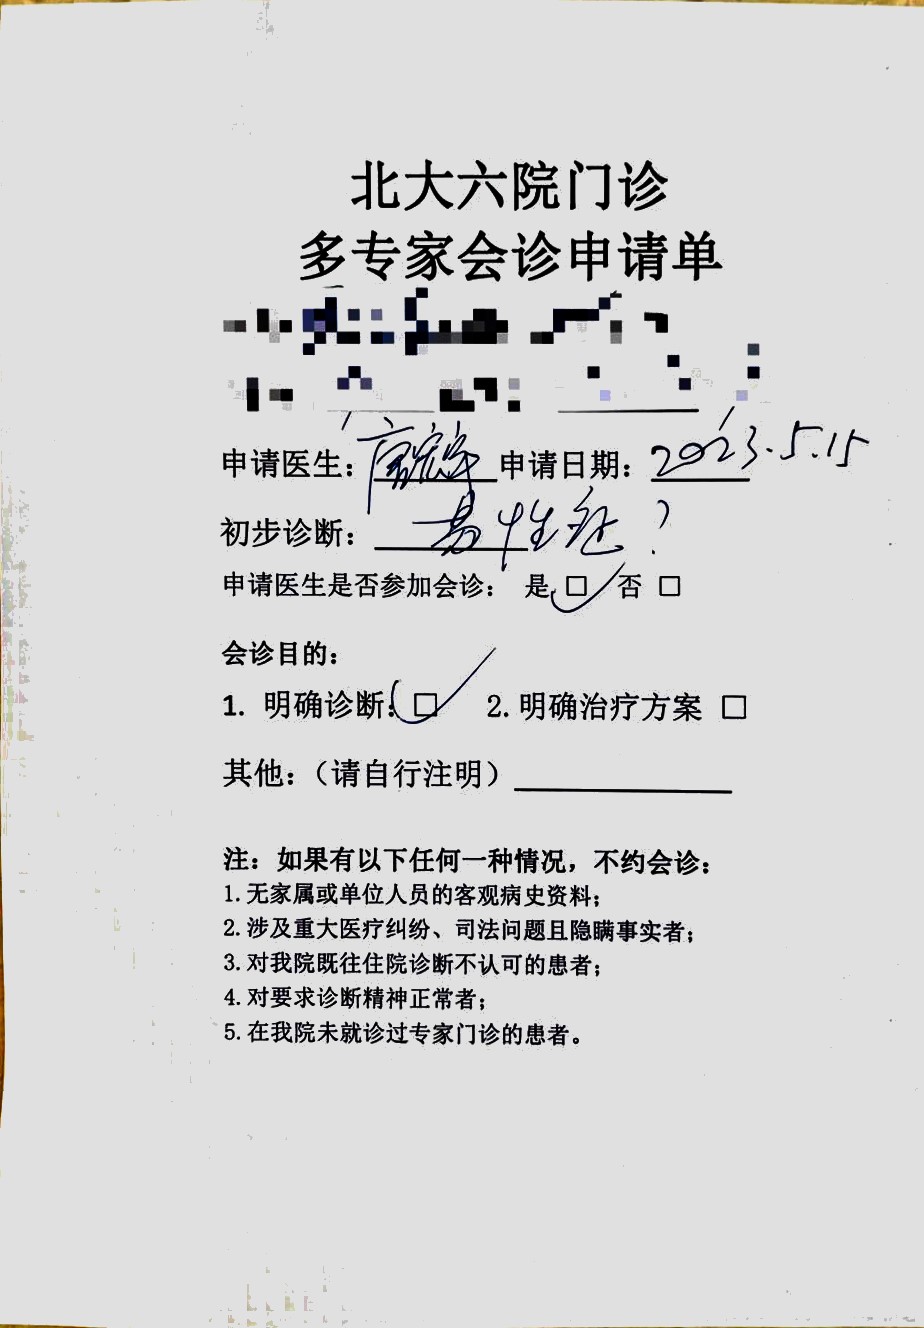 北大六院门诊
多专家会诊申请单
申请医生： 申请日期：2023.5.15
初步诊断：易性症？
申请医生是否参加会诊： 是 □ 否 □
会诊目的：
1. 明确诊断：□ 2. 明确治疗方案 □
其他：（请自行注明）
注：如果有以下任何一种情况，不约会诊：
1. 无家属或单位人员的客观病史资料；
2. 涉及重大医疗纠纷、司法问题且隐瞒事实者；
3. 对我院既往住院诊断不认可的患者；
4. 对要求诊断精神正常者；
5. 在我院未就诊过专家门诊的患者。